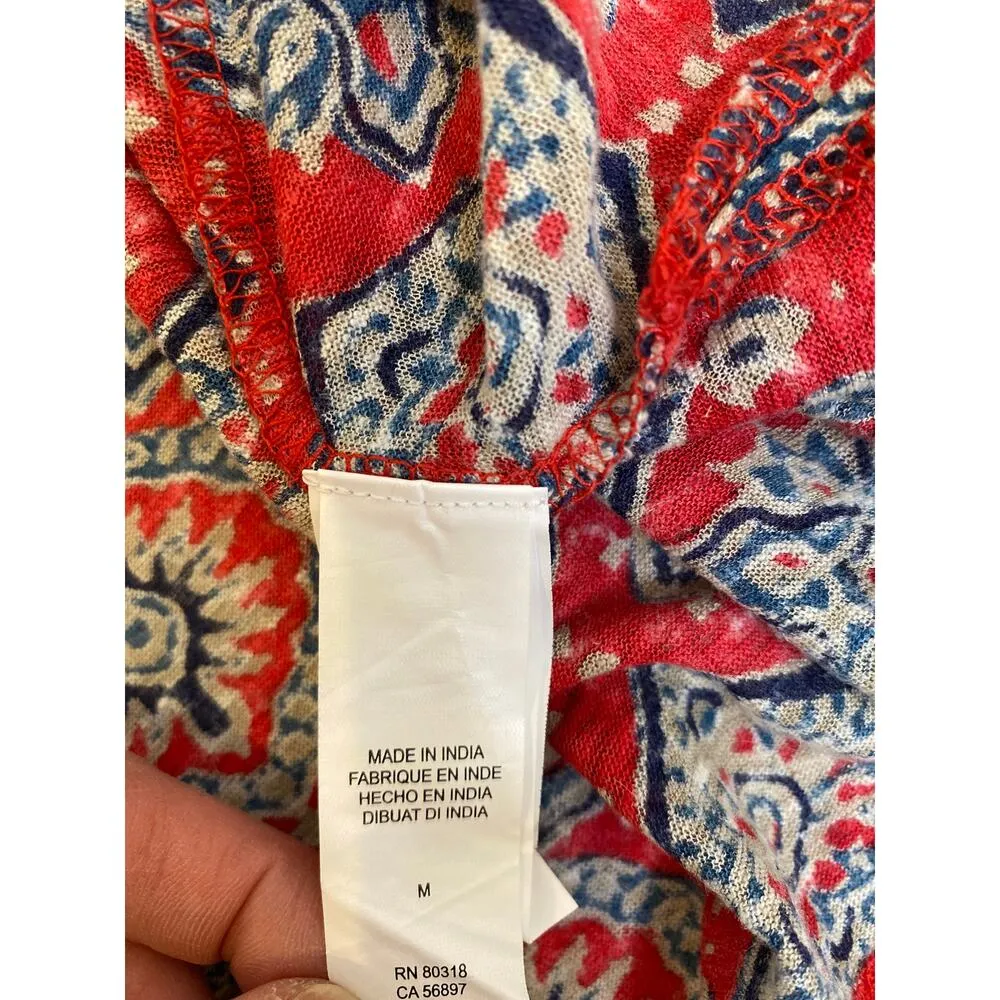 MADE IN INDIA
FABRIQUE EN INDE
HECHO EN INDIA
DIBUAT DI INDIA
M
RN 80318
CA 56897